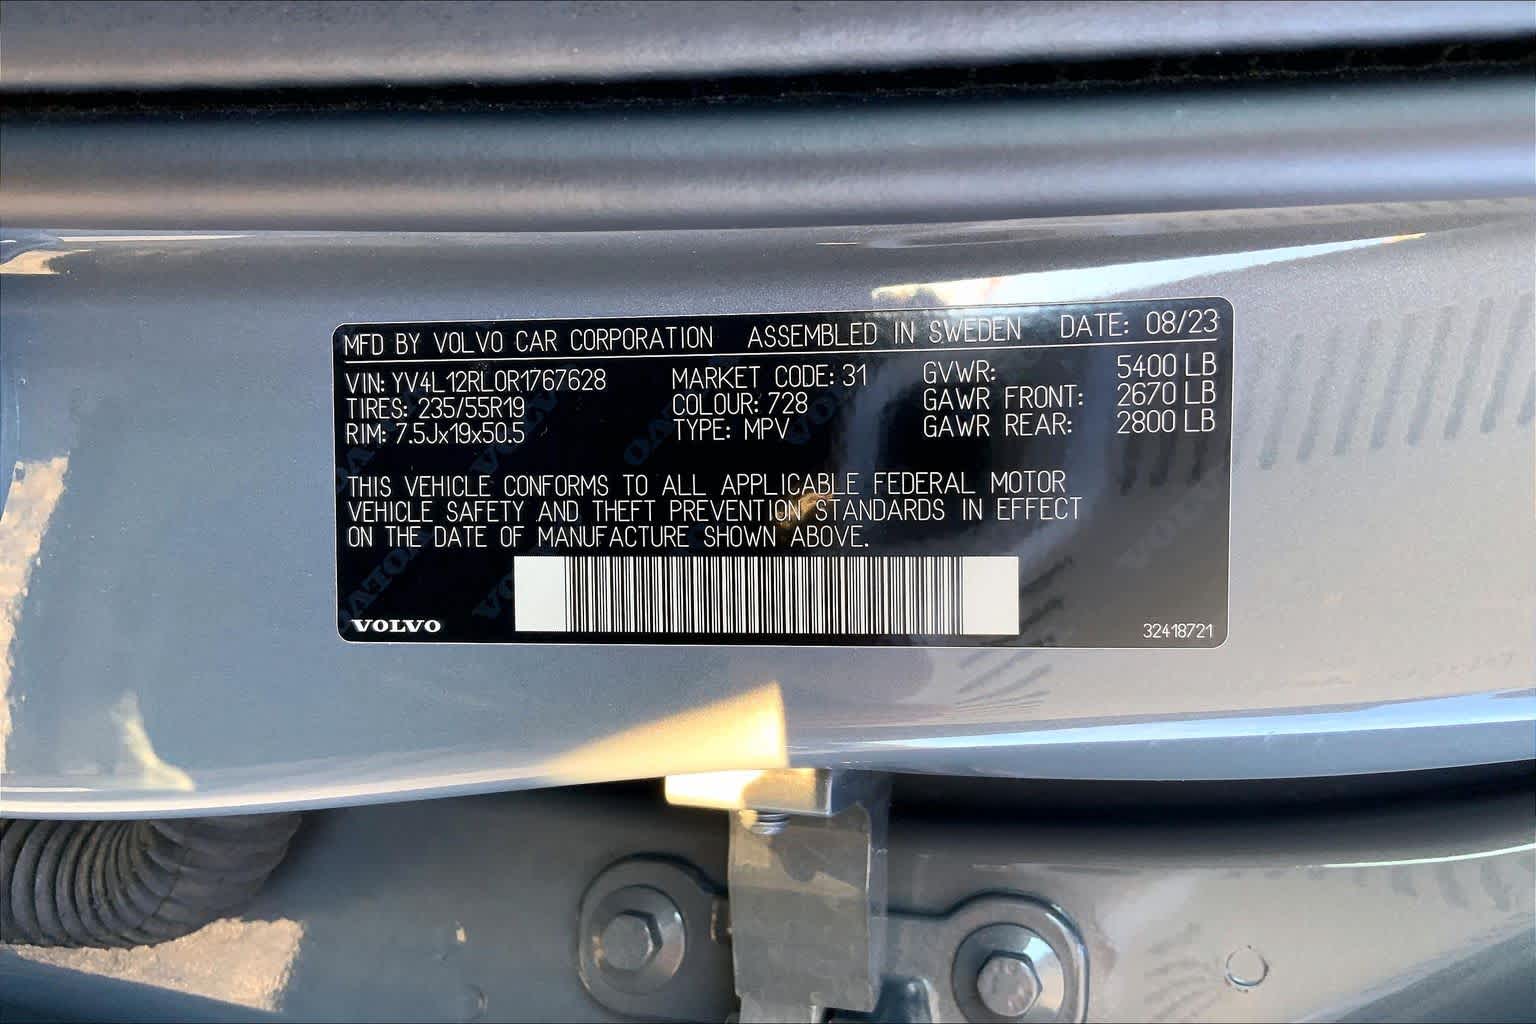 MFD BY VOLVO CAR CORPORATION ASSEMBLED IN SWEDEN DATE: 08/23
VIN: YV4L12RL0R1767628 MARKET CODE: 31 GVWR: 5400 LB
TIRES: 235/55R19 COLOUR: 728 GAWR FRONT: 2670 LB
RIM: 7.5Jx19x50.5 TYPE: MPV GAWR REAR: 2800 LB
THIS VEHICLE CONFORMS TO ALL APPLICABLE FEDERAL MOTOR
VEHICLE SAFETY AND THEFT PREVENTION STANDARDS IN EFFECT
ON THE DATE OF MANUFACTURE SHOWN ABOVE.
VOLVO 32418721